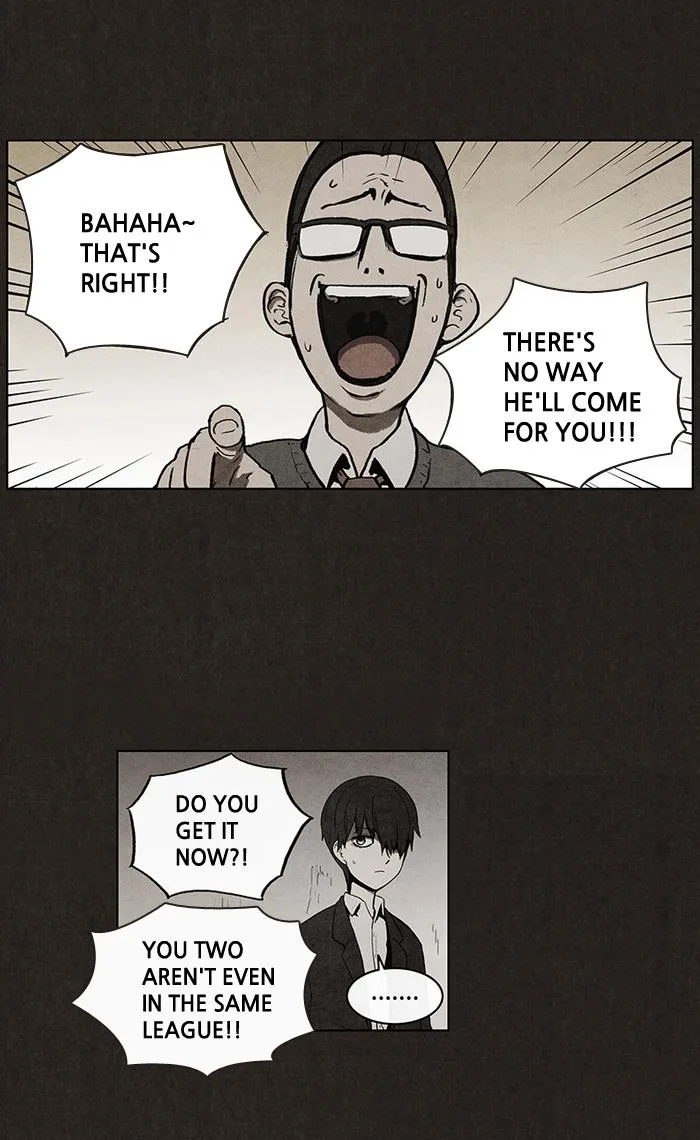 BAHAHA~
THAT'S
RIGHT!!
THERE'S
NO WAY
HE'LL COME
FOR YOU!!!
DO YOU
GET IT
NOW?!
YOU TWO
AREN'T EVEN
IN THE SAME
LEAGUE!!
.......